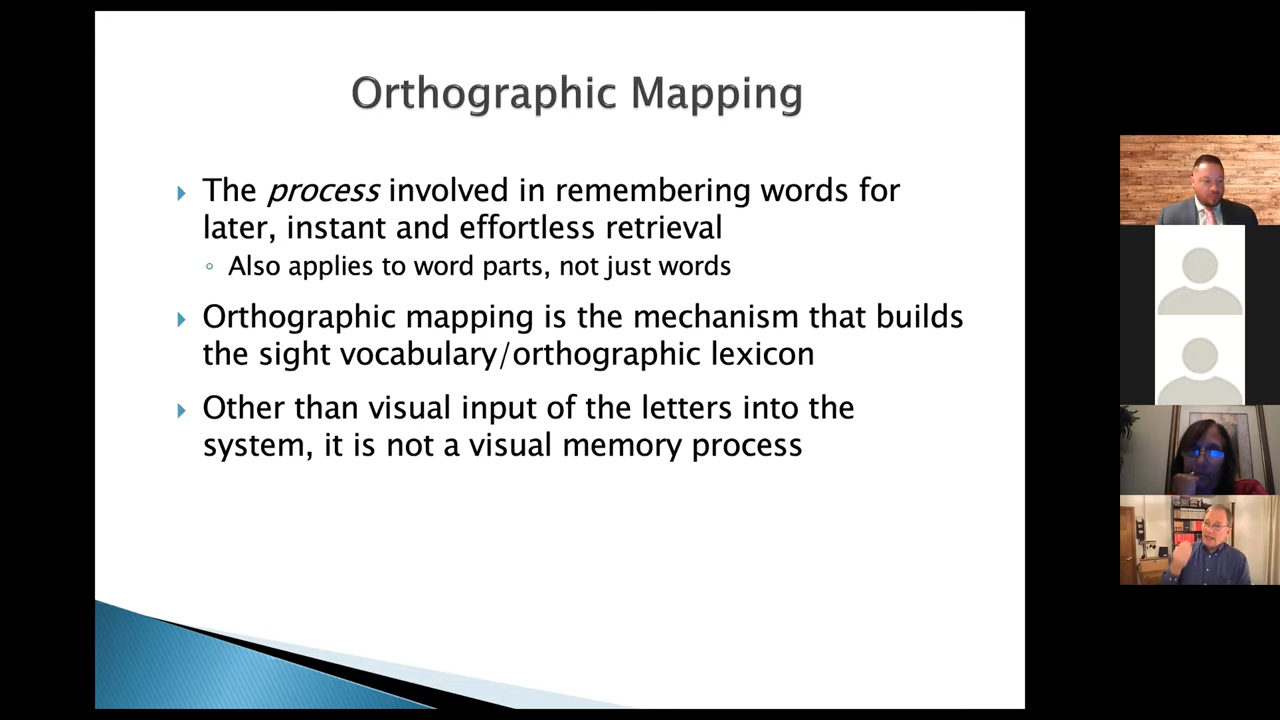 Orthographic Mapping
The process involved in remembering words for
later, instant and effortless retrieval
Also applies to word parts, not just words
Orthographic mapping is the mechanism that builds
the sight vocabulary/orthographic lexicon
Other than visual input of the letters into the
system, it is not a visual memory process